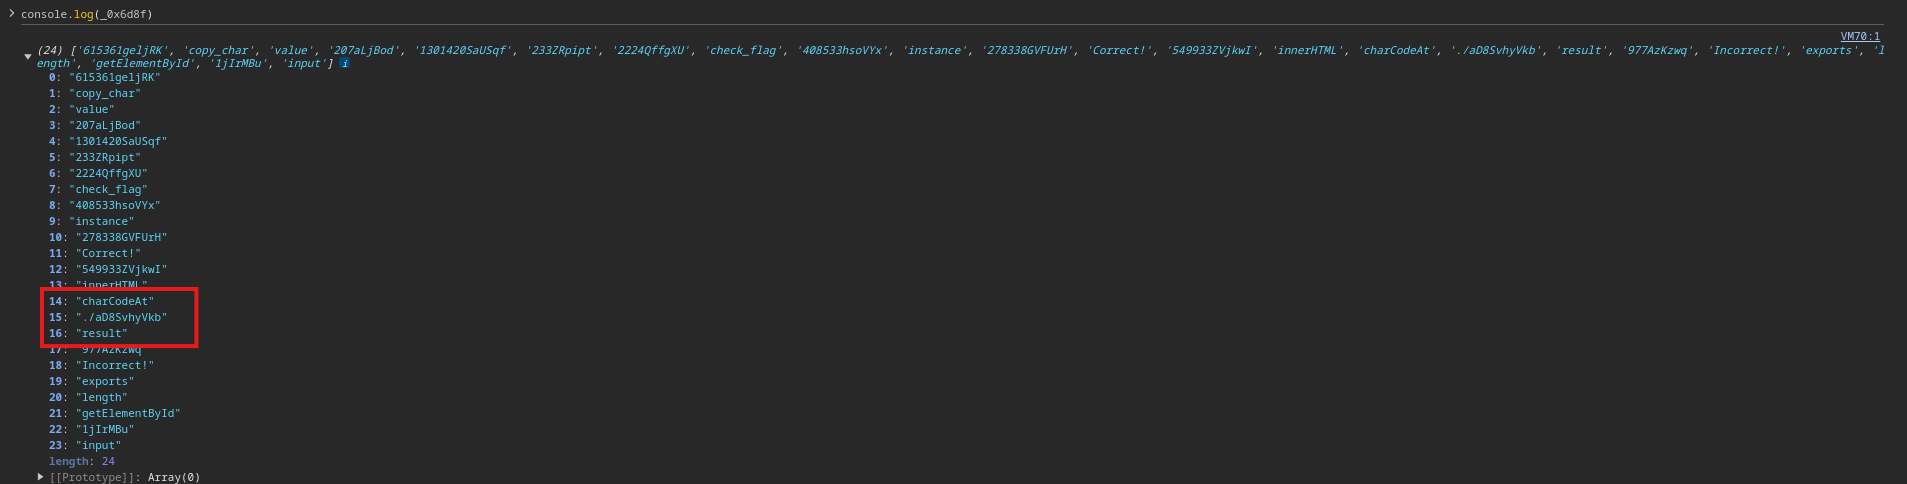 console.log(_0x6d8f)
VM70:1
(24) ['615361geljRK', 'copy_char', 'value', '207aLjBod', '1301420SaUSqf', '233ZRpipt', '2224QffgXU', 'check_flag', '408533hsoVYx', 'instance', '278338GVFUrH', 'Correct!', '549933ZVjkwI', 'innerHTML', 'charCodeAt', './aD8SvhyVkb', 'result', '977AzKzwq', 'Incorrect!', 'exports', 'l
ength', 'getElementById', '1jIrMBu', 'input'] i
0: "615361geljRK"
1: "copy_char"
2: "value"
3: "207aLjBod"
4: "1301420SaUSqf"
5: "233ZRpipt"
6: "2224QffgXU"
7: "check_flag"
8: "408533hsoVYx"
9: "instance"
10: "278338GVFUrH"
11: "Correct!"
12: "549933ZVjkwI"
13: "innerHTML"
14: "charCodeAt"
15: "./aD8SvhyVkb"
16: "result"
17: "977AzKzwq"
18: "Incorrect!"
19: "exports"
20: "length"
21: "getElementById"
22: "1jIrMBu"
23: "input"
length: 24
[[Prototype]]: Array(0)